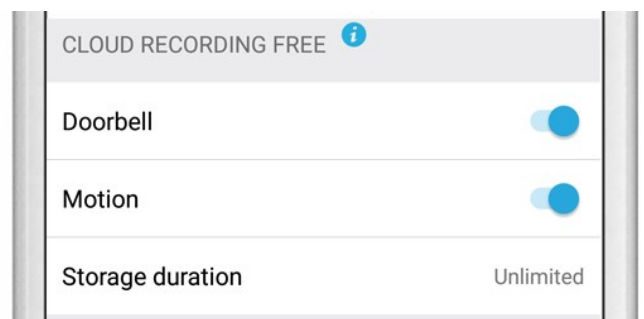 CLOUD RECORDING FREE i
Doorbell
Motion
Storage duration Unlimited